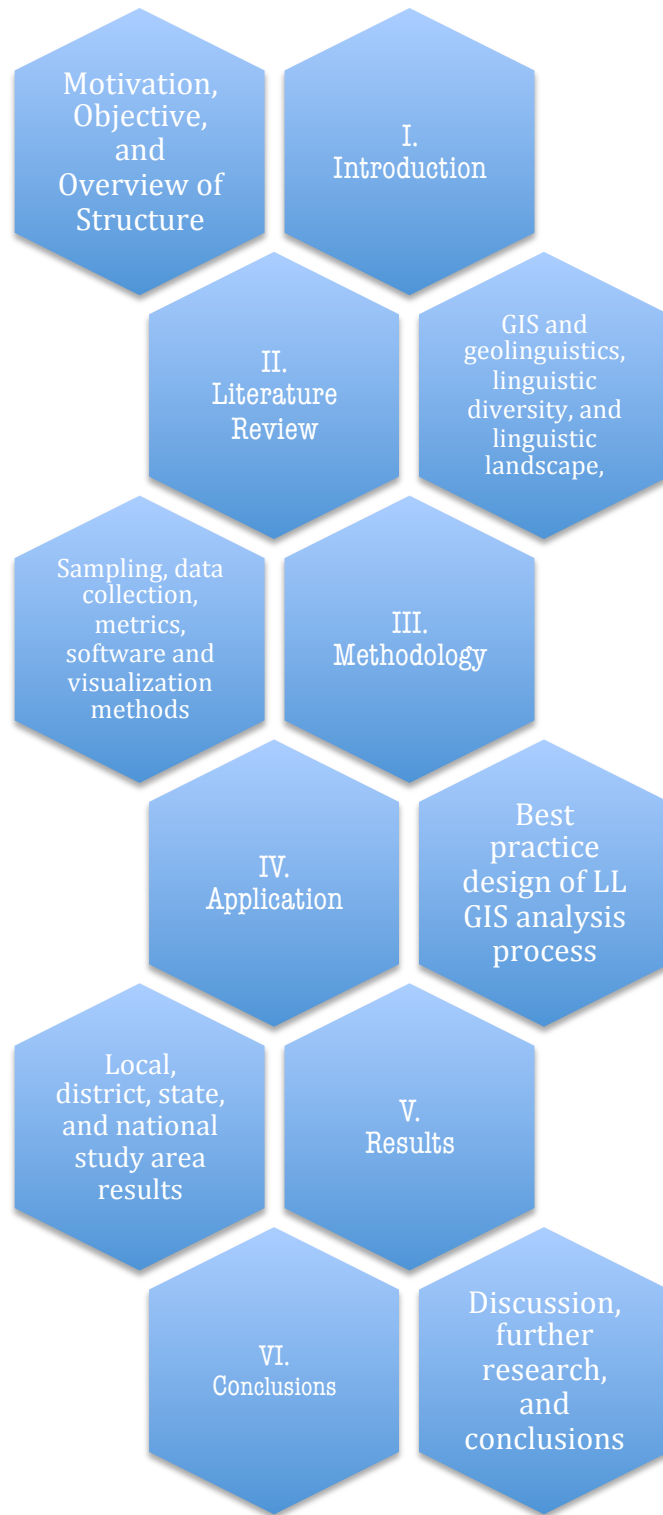 Motivation,
Objective,
and
Overview of
Structure
I.
Introduction
II.
Literature
Review
GIS and
geolinguistics,
linguistic
diversity, and
linguistic
landscape,
Sampling, data
collection,
metrics,
software and
visualization
methods
III.
Methodology
IV.
Application
Best
practice
design of LL
GIS analysis
process
Local,
district, state,
and national
study area
results
V.
Results
VI.
Conclusions
Discussion,
further
research,
and
conclusions